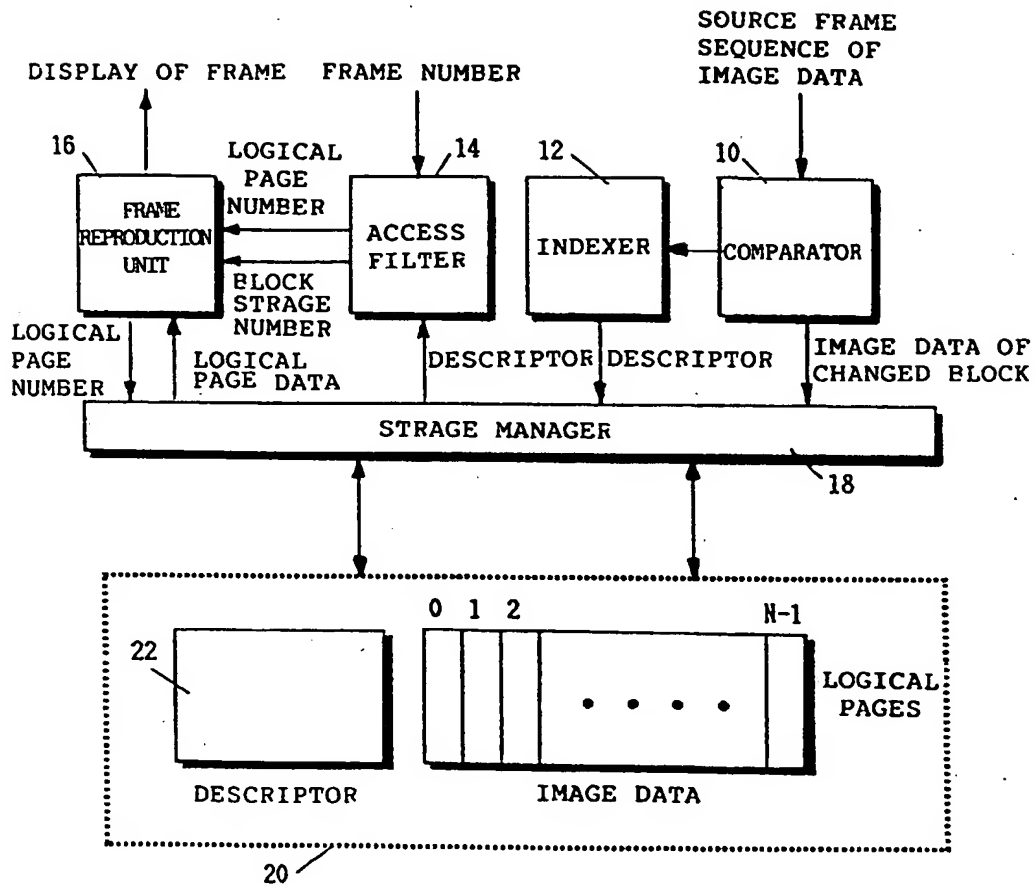 SOURCE FRAME
SEQUENCE OF
IMAGE DATA
DISPLAY OF FRAME
FRAME NUMBER
16
LOGICAL
PAGE
NUMBER
14
12
10
FRAME
REPRODUCTION
UNIT
ACCESS
FILTER
INDEXER
COMPARATOR
BLOCK
STRAGE
NUMBER
LOGICAL
PAGE
NUMBER
LOGICAL
PAGE DATA
DESCRIPTOR
DESCRIPTOR
IMAGE DATA OF
CHANGED BLOCK
STRAGE MANAGER
18
0 1 2 N-1
22
LOGICAL
PAGES
DESCRIPTOR
IMAGE DATA
20